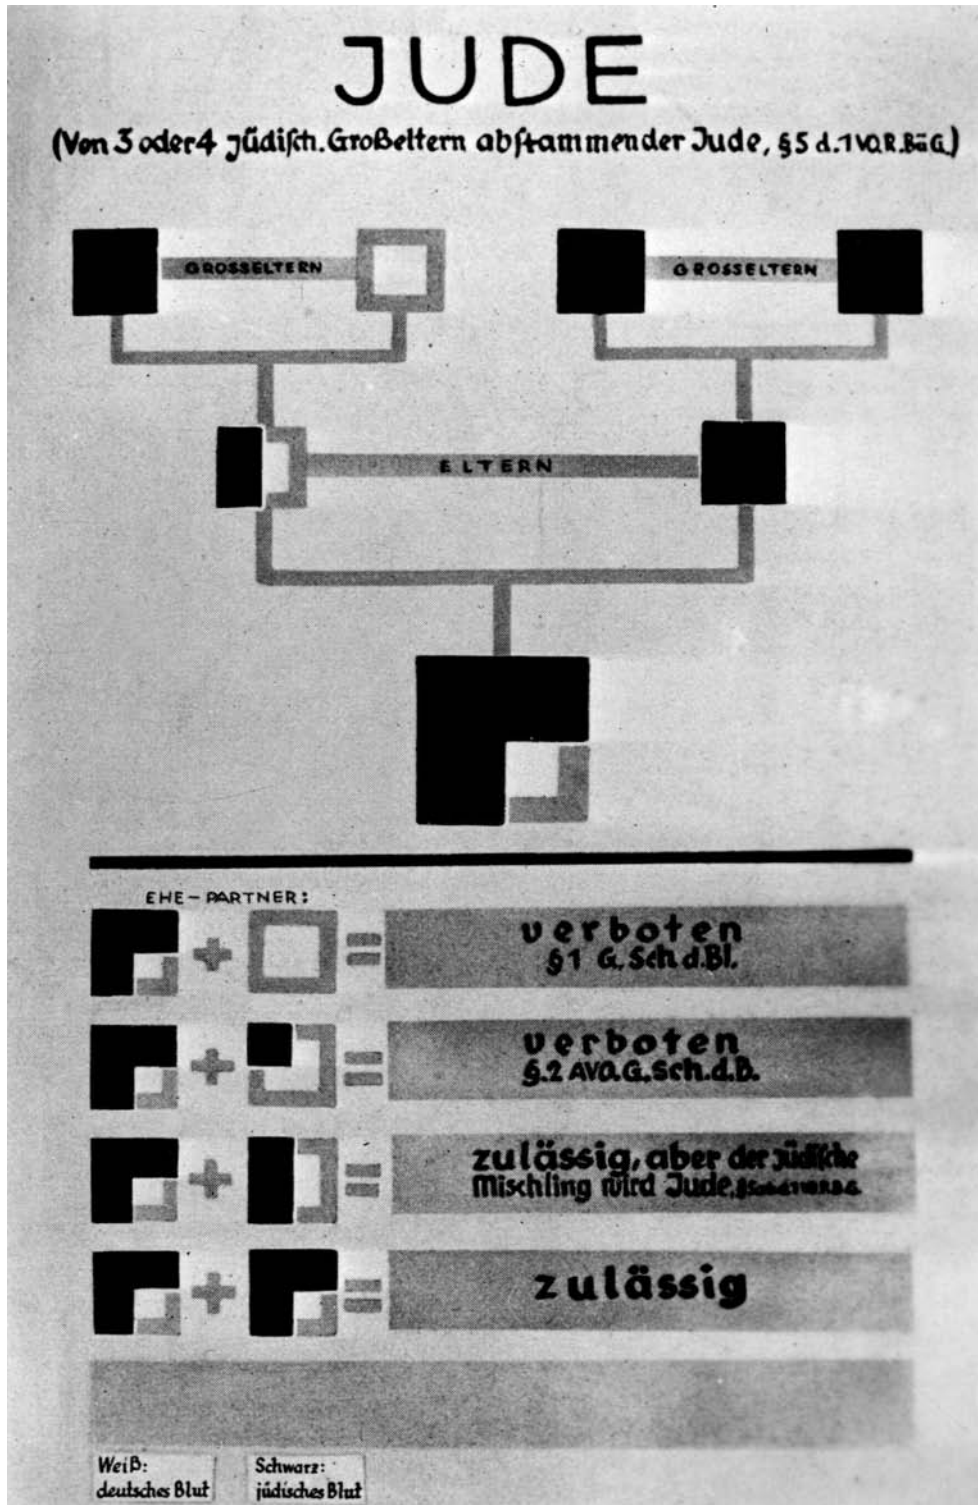 JUDE
(Von 3 oder 4 jüdisch. Großeltern abstammender Jude, §5 d. 1 VO.R.BüG.)
GROSSELTERN GROSSELTERN
ELTERN
EHE-PARTNER:
+ = verboten
§1 G. Sch. d. Bl.
+ = verboten
§.2 AVO. G. Sch. d. B.
+ = zulässig, aber der jüdische
Mischling wird Jude,
+ = zulässig
Weiß: Schwarz:
deutsches Blut jüdisches Blut